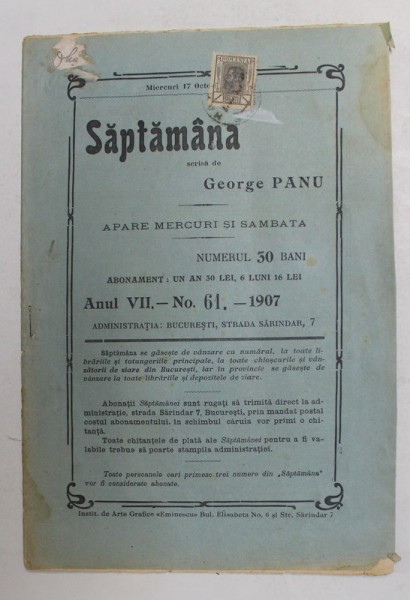 Miercuri 17
ROMANIA
Săptămâna
scrisă de
George PANU
APARE MERCURI ȘI SAMBATA
NUMERUL 30 BANI
ABONAMENT: UN AN 30 LEI, 6 LUNI 16 LEI
Anul VII.— No. 61. — 1907
ADMINISTRAȚIA: BUCUREȘTI, STRADA SĂRINDAR, 7
Săptămâna se găsește de vânzare cu numărul, la toate li-
brăriile și tutungeriile principale, la toate chioșcurile și vân-
zătorii de ziare din București, iar în provincie se găsește de
vânzare la toate librăriile și depozitele de ziare.
Abonații Săptămânei sunt rugați să trimită direct la ad-
ministrație, strada Sărindar 7, București, prin mandat postal
costul abonamentului, în schimbul căruia vor primi o chi-
tanță.
Toate chitanțele de plată ale Săptămânei pentru a fi va-
labile trebue să poarte stampila administrației.
Toate persoanele cari primesc trei numere din „Săptămâna"
vor fi considerate abonate.
Instit. de Arte Grafice «Eminescu» Bul. Elisabeta No. 6 și Str. Sărindar 7